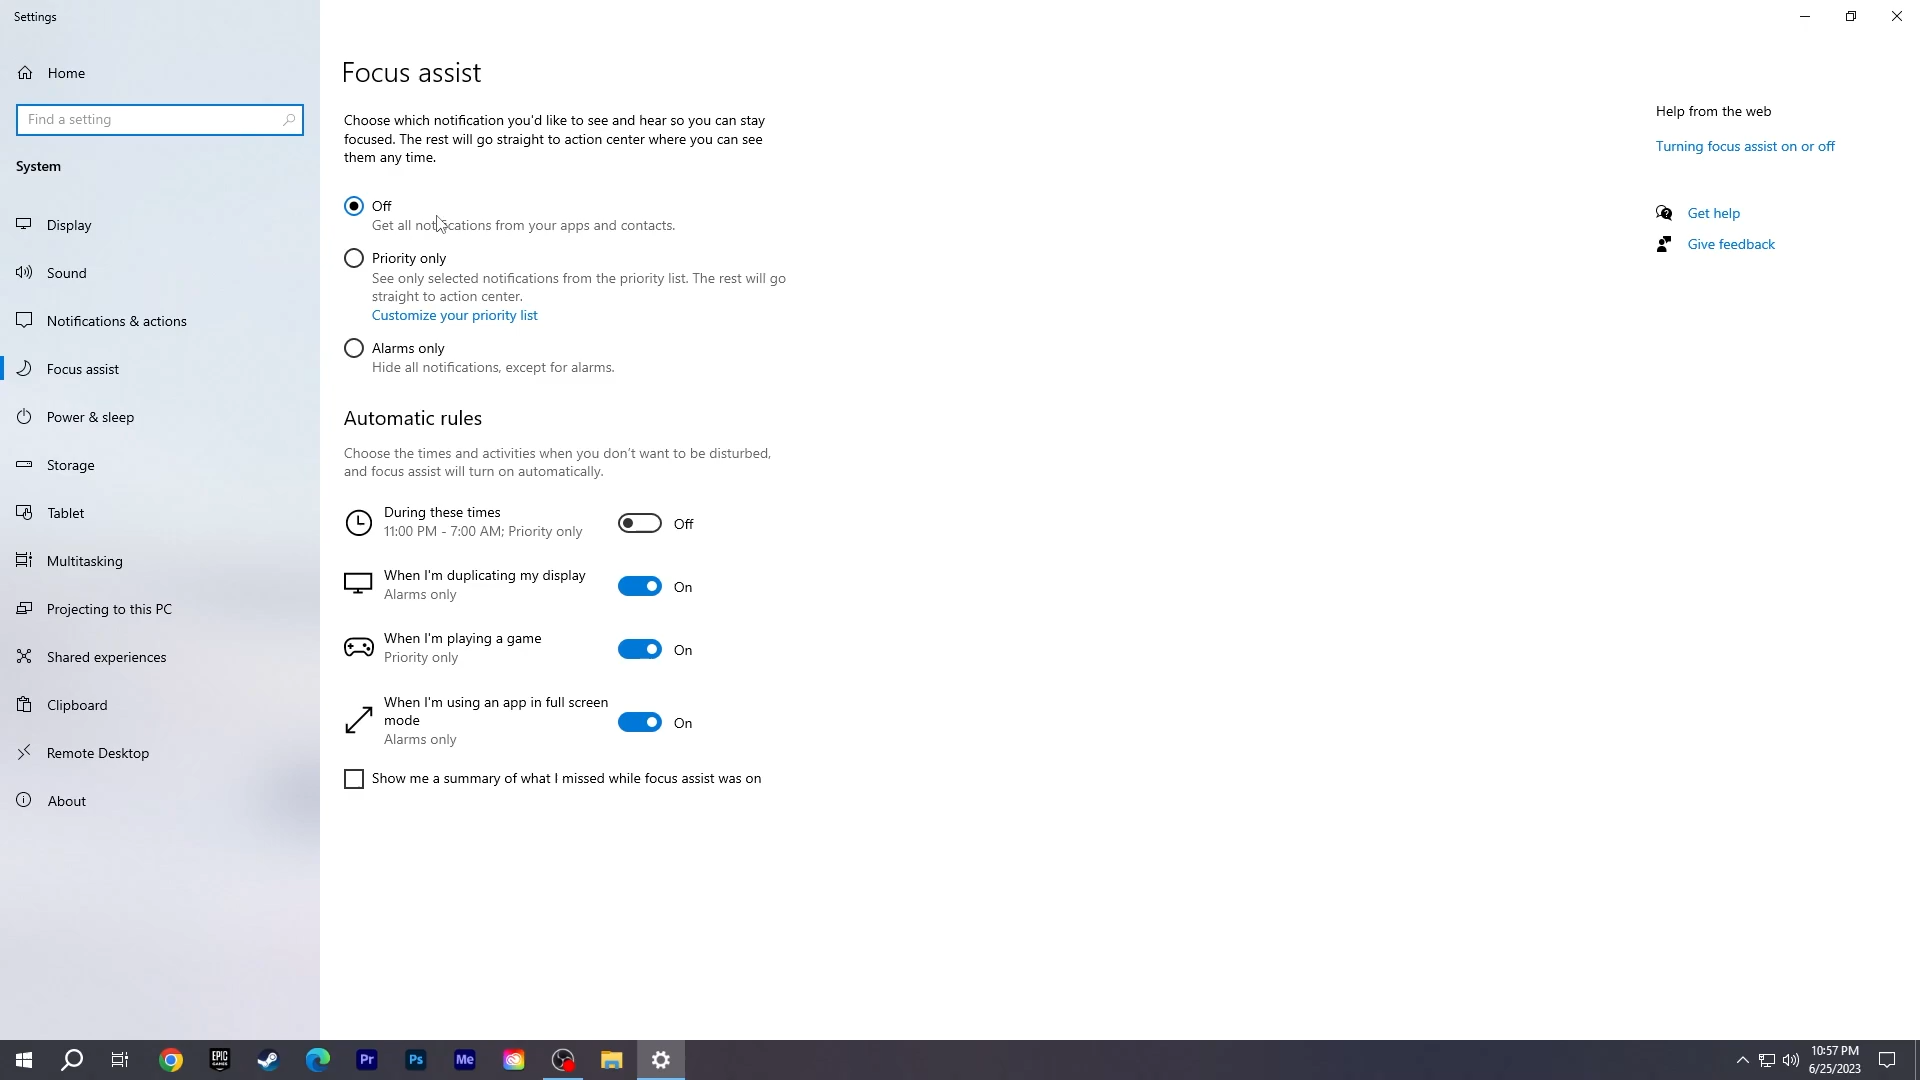 Settings
Home
Find a setting
System
Display
Sound
Notifications & actions
Focus assist
Power & sleep
Storage
Tablet
Multitasking
Projecting to this PC
Shared experiences
Clipboard
Remote Desktop
About
Focus assist
Choose which notification you'd like to see and hear so you can stay
focused. The rest will go straight to action center where you can see
them any time.
Off
Get all notifications from your apps and contacts.
Priority only
See only selected notifications from the priority list. The rest will go
straight to action center.
Customize your priority list
Alarms only
Hide all notifications, except for alarms.
Automatic rules
Choose the times and activities when you don't want to be disturbed,
and focus assist will turn on automatically.
During these times
11:00 PM - 7:00 AM; Priority only
Off
When I'm duplicating my display
Alarms only
On
When I'm playing a game
Priority only
On
When I'm using an app in full screen
mode
Alarms only
On
Show me a summary of what I missed while focus assist was on
Help from the web
Turning focus assist on or off
Get help
Give feedback
EPIC
GAMES
Pr
Ps
Me
10:57 PM
6/25/2023